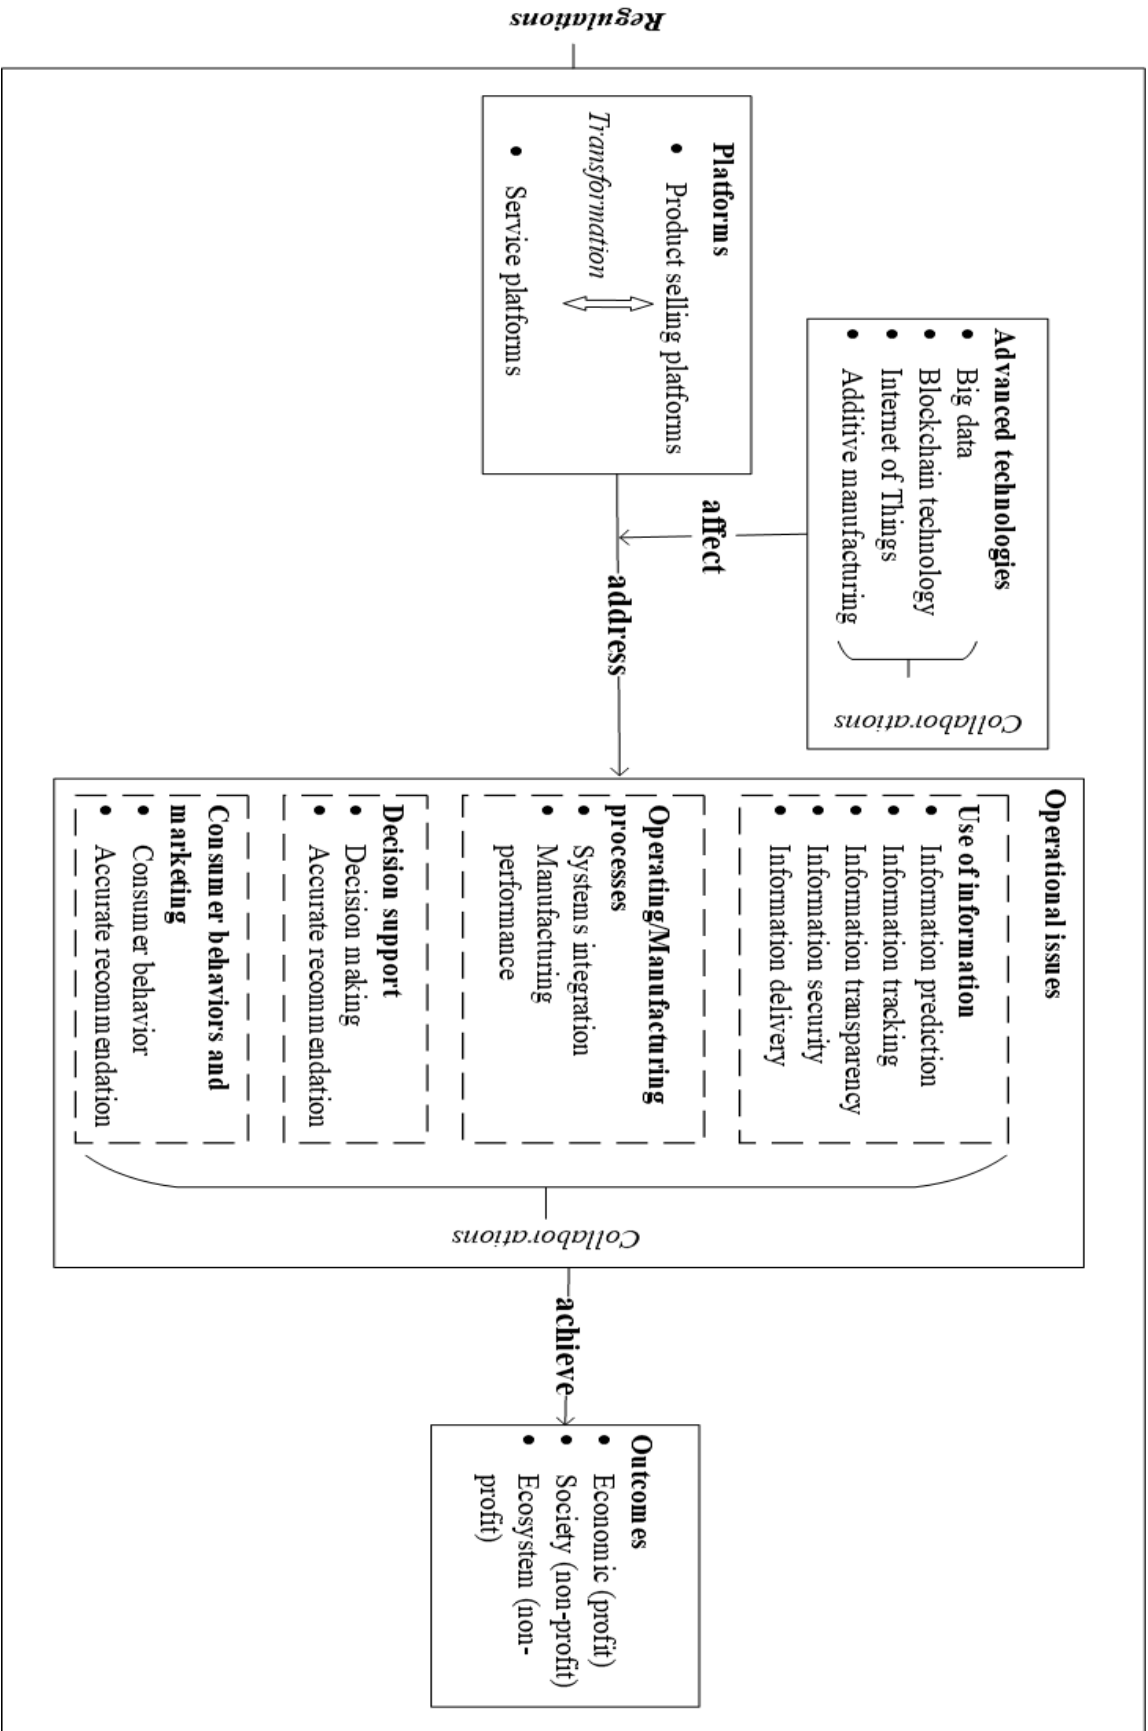 Regulations
Platforms
• Product selling platforms
Transformation
• Service platforms
Advanced technologies
• Big data
• Blockchain technology
• Internet of Things
• Additive manufacturing
Collaborations
affect
address
Operational issues
Use of information
• Information prediction
• Information tracking
• Information transparency
• Information security
• Information delivery
Operating/Manufacturing
processes
• Systems integration
• Manufacturing
performance
Decision support
• Decision making
• Accurate recommendation
Consumer behaviors and
marketing
• Consumer behavior
• Accurate recommendation
Collaborations
achieve
Outcomes
• Economic (profit)
• Society (non-profit)
• Ecosystem (non-
profit)